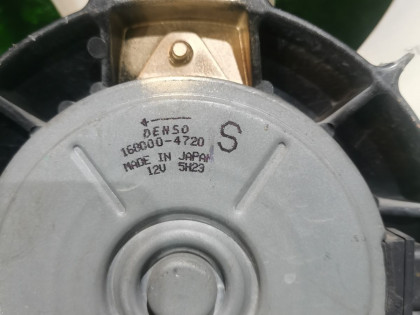 DENSO
168000-4720
MADE IN JAPAN
12V 5H23
S